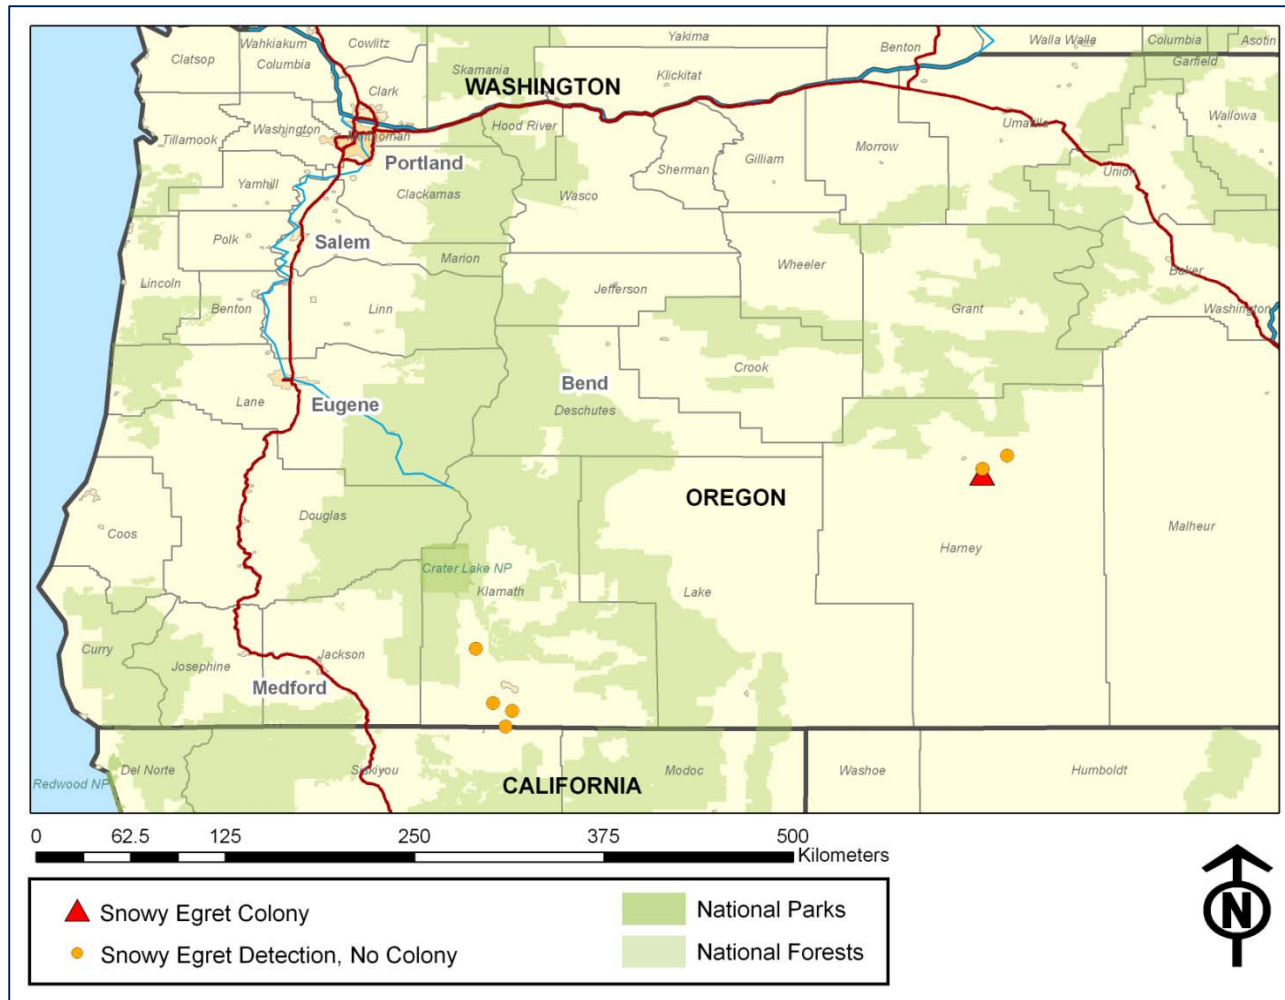 Clatsop
Wahkiakum
Cowlitz
Yakima
Benton
Walla Walla
Columbia
Asotin
Columbia
Skamania
Klickitat
Garfield
WASHINGTON
Clark
Hood River
Washington
Tillamook
Portland
Umatilla
Wallowa
Morrow
Gilliam
Sherman
Union
Yamhill
Clackamas
Wasco
Polk
Salem
Marion
Wheeler
Baker
Lincoln
Benton
Linn
Jefferson
Grant
Washington
Crook
Bend
Deschutes
Lane
Eugene
OREGON
Douglas
Coos
Malheur
Harney
Crater Lake NP
Klamath
Lake
Curry
Josephine
Jackson
Medford
Redwood NP
Del Norte
Siskiyou
CALIFORNIA
Modoc
Washoe
Humboldt
0 62.5 125 250 375 500
Kilometers
Snowy Egret Colony
Snowy Egret Detection, No Colony
National Parks
National Forests
N